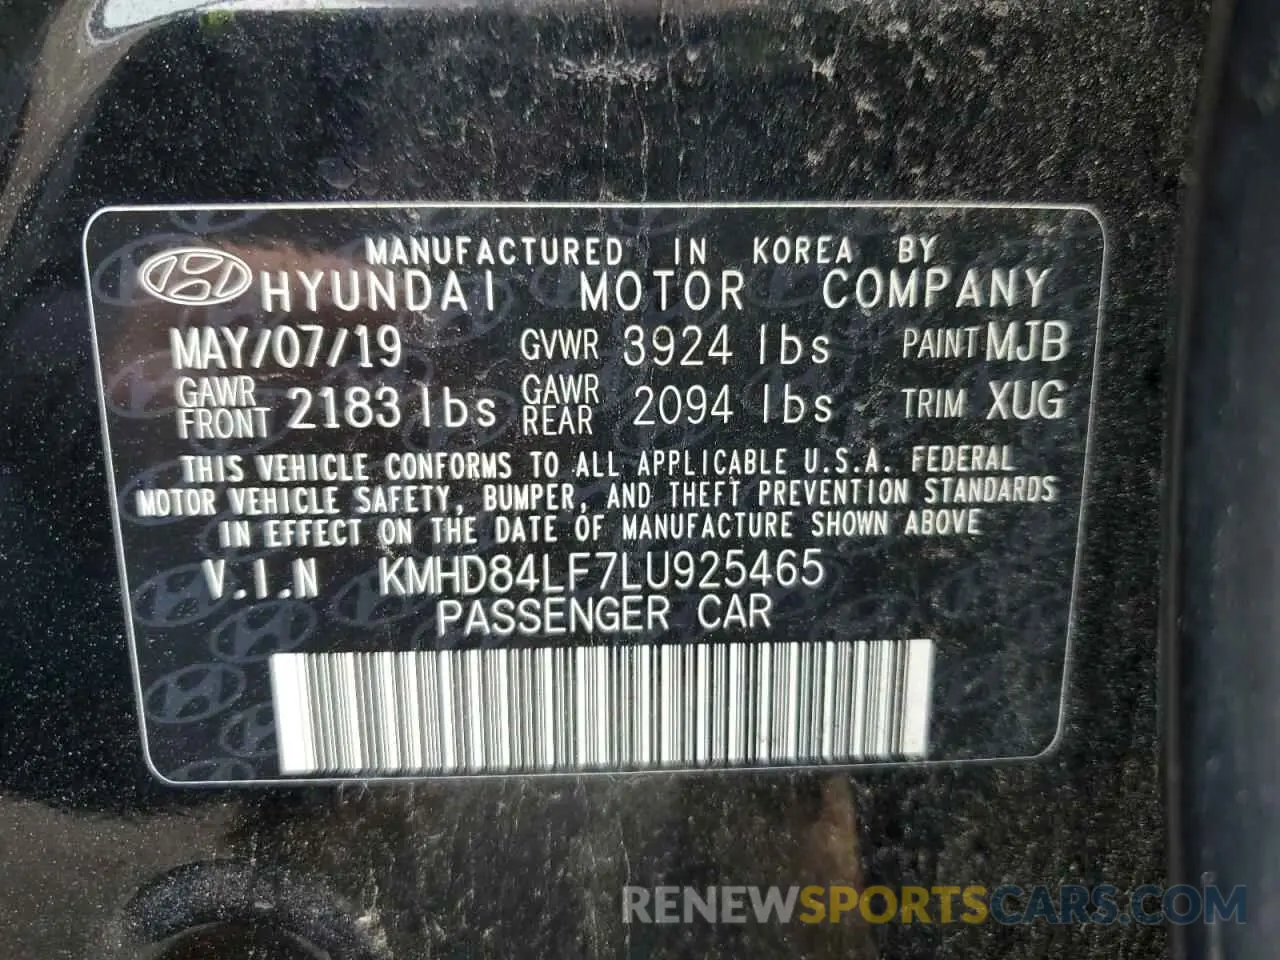 MANUFACTURED IN KOREA BY
HYUNDAI MOTOR COMPANY
MAY/07/19 GVWR 3924 lbs PAINT MJB
GAWR FRONT 2183 lbs GAWR REAR 2094 lbs TRIM XUG
THIS VEHICLE CONFORMS TO ALL APPLICABLE U.S.A. FEDERAL
MOTOR VEHICLE SAFETY, BUMPER, AND THEFT PREVENTION STANDARDS
IN EFFECT ON THE DATE OF MANUFACTURE SHOWN ABOVE
V.I.N KMHD84LF7LU925465
PASSENGER CAR
RENEWSPORTSCARS.COM